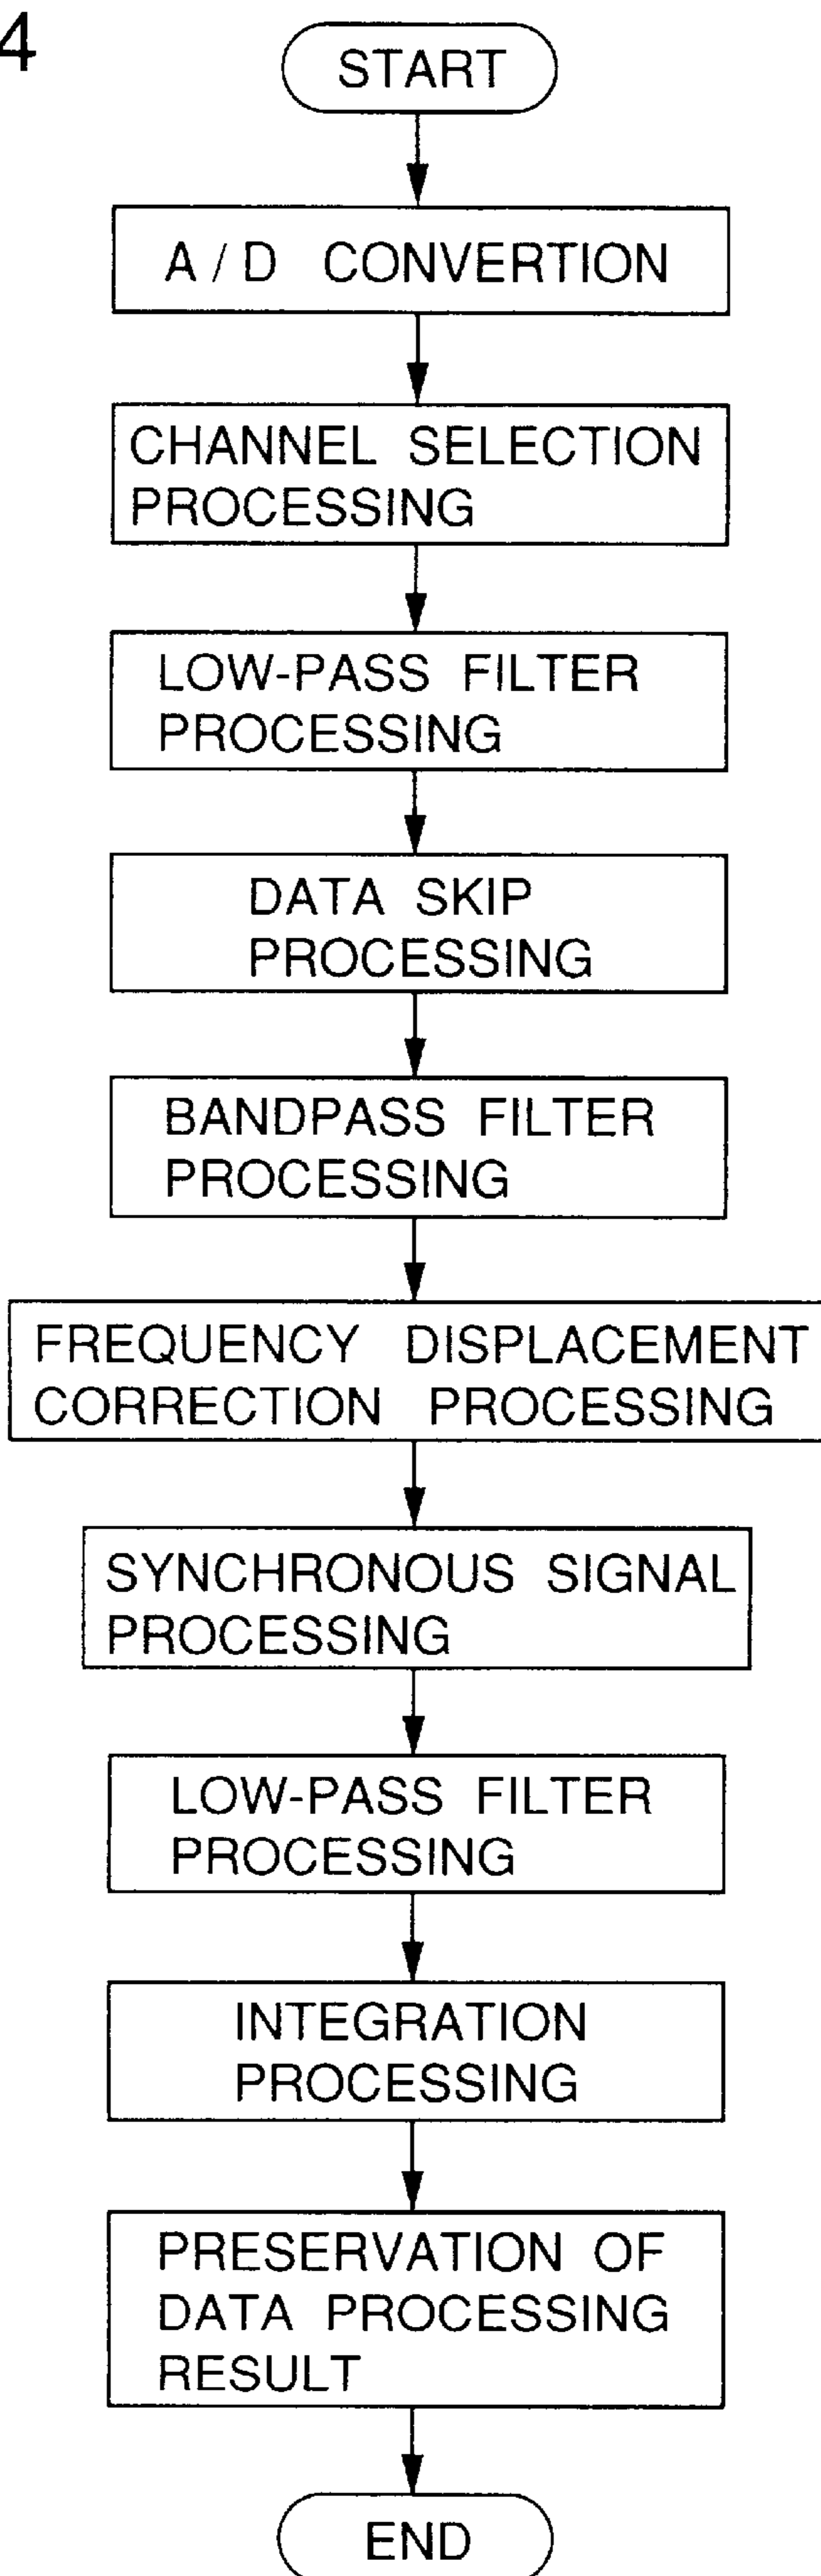 4
START
A / D CONVERTION
CHANNEL SELECTION
PROCESSING
LOW-PASS FILTER
PROCESSING
DATA SKIP
PROCESSING
BANDPASS FILTER
PROCESSING
FREQUENCY DISPLACEMENT
CORRECTION PROCESSING
SYNCHRONOUS SIGNAL
PROCESSING
LOW-PASS FILTER
PROCESSING
INTEGRATION
PROCESSING
PRESERVATION OF
DATA PROCESSING
RESULT
END